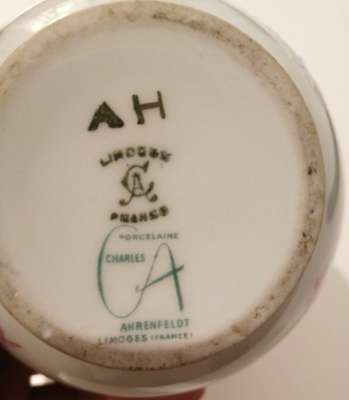 AH
LIMOGES
CA
FRANCE
PORCELAINE
CHARLES
CA
AHRENFELDT
LIMOGES (FRANCE)